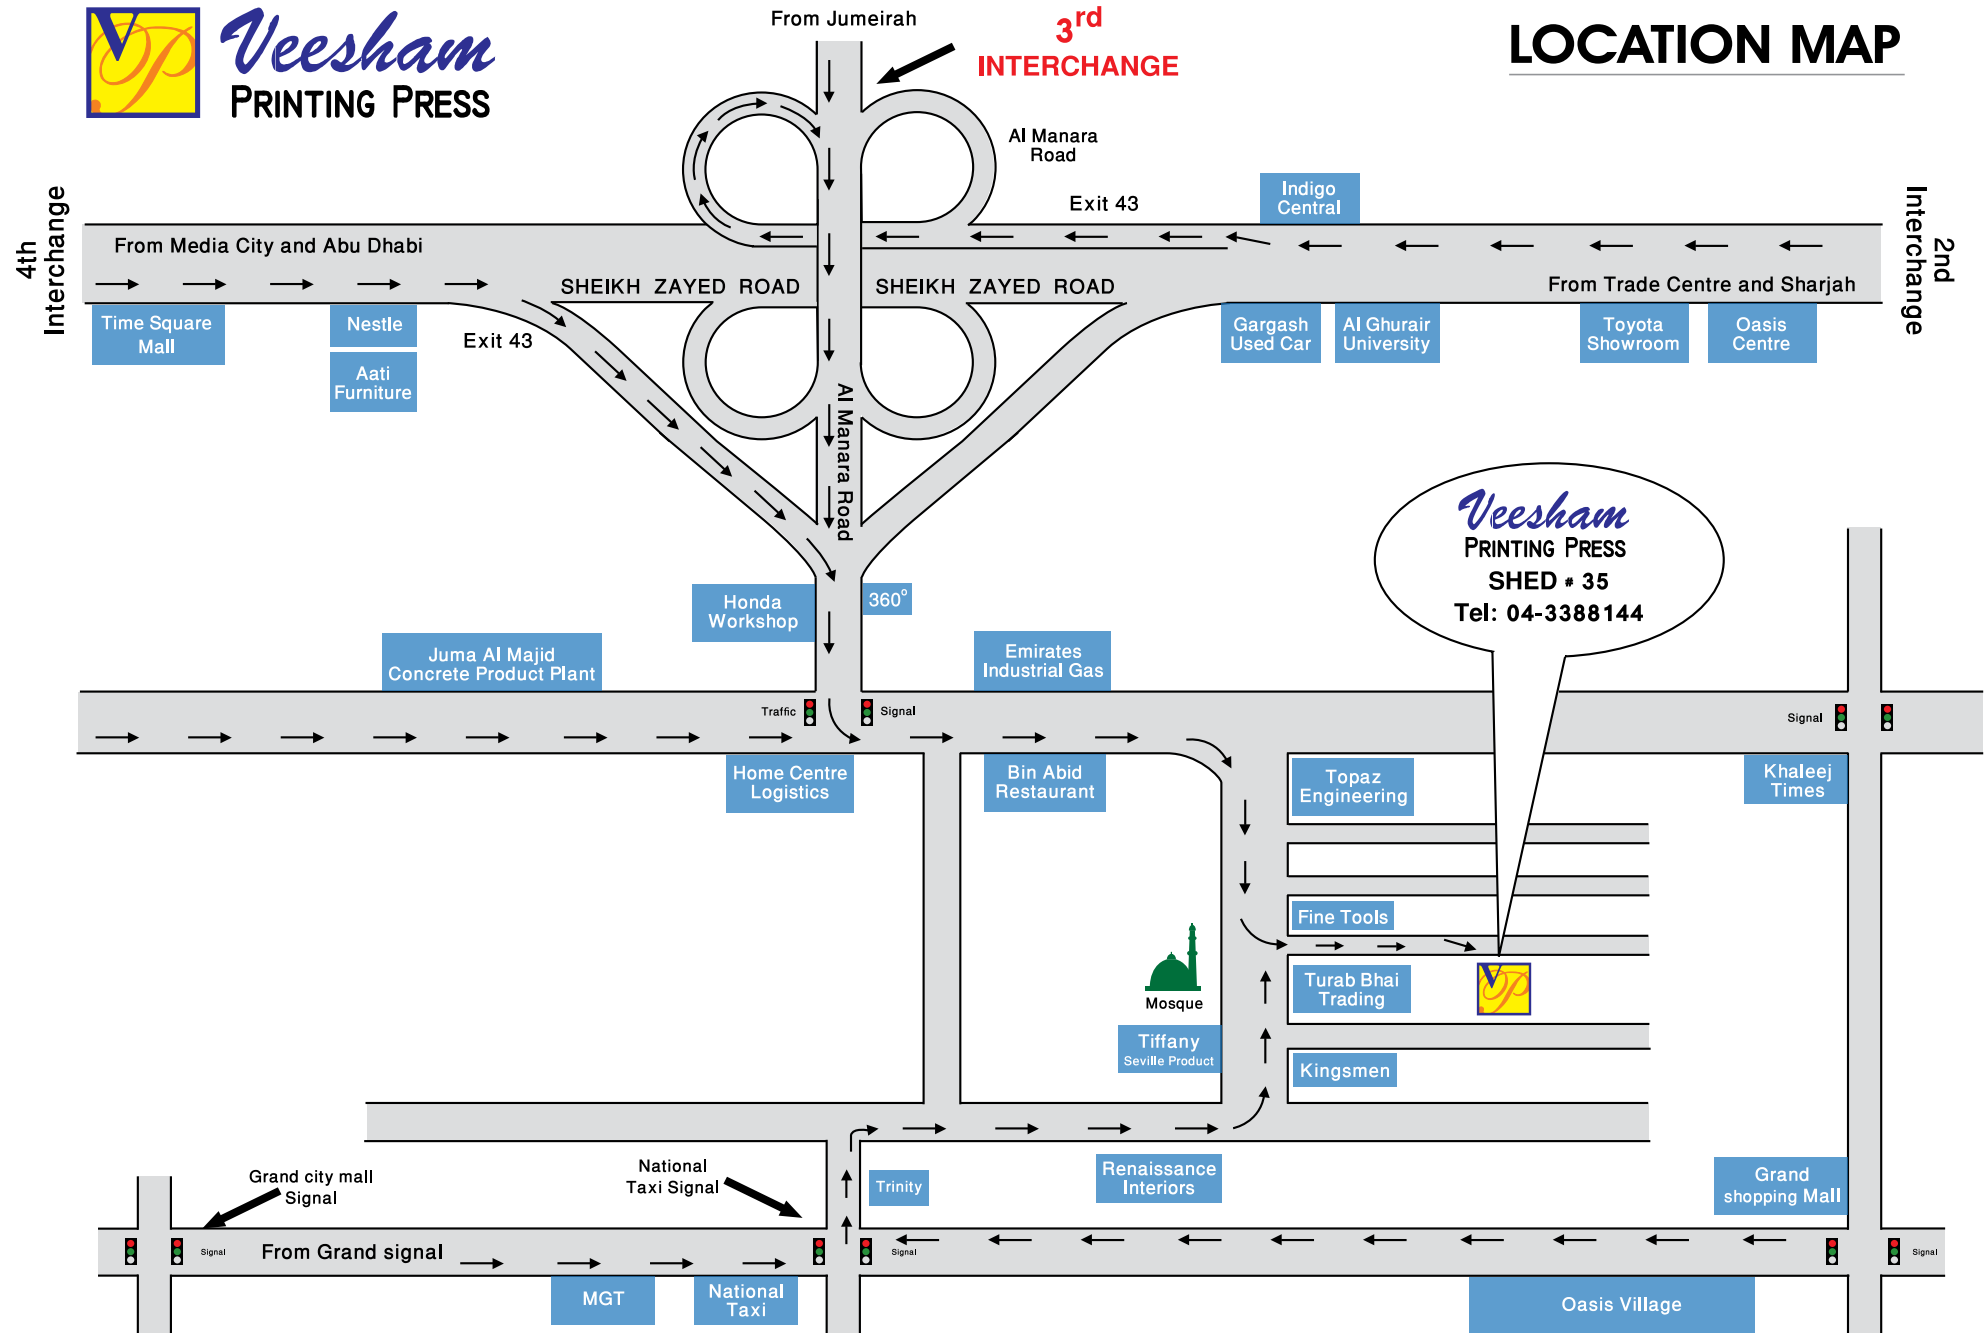 Veesham
PRINTING PRESS
From Jumeirah
3rd
INTERCHANGE
LOCATION MAP
Al Manara
Road
Exit 43
Indigo
Central
4th
Interchange
From Media City and Abu Dhabi
SHEIKH ZAYED ROAD
SHEIKH ZAYED ROAD
From Trade Centre and Sharjah
2nd
Interchange
Time Square
Mall
Nestle
Aati
Furniture
Exit 43
Gargash
Used Car
Al Ghurair
University
Toyota
Showroom
Oasis
Centre
Al Manara Road
Veesham
PRINTING PRESS
SHED # 35
Tel: 04-3388144
Honda
Workshop
360°
Juma Al Majid
Concrete Product Plant
Emirates
Industrial Gas
Traffic
Signal
Signal
Home Centre
Logistics
Bin Abid
Restaurant
Topaz
Engineering
Khaleej
Times
Fine Tools
Turab Bhai
Trading
VP
Mosque
Tiffany
Seville Product
Kingsmen
Grand city mall
Signal
National
Taxi Signal
Trinity
Renaissance
Interiors
Grand
shopping Mall
Signal
From Grand signal
Signal
Signal
MGT
National
Taxi
Oasis Village